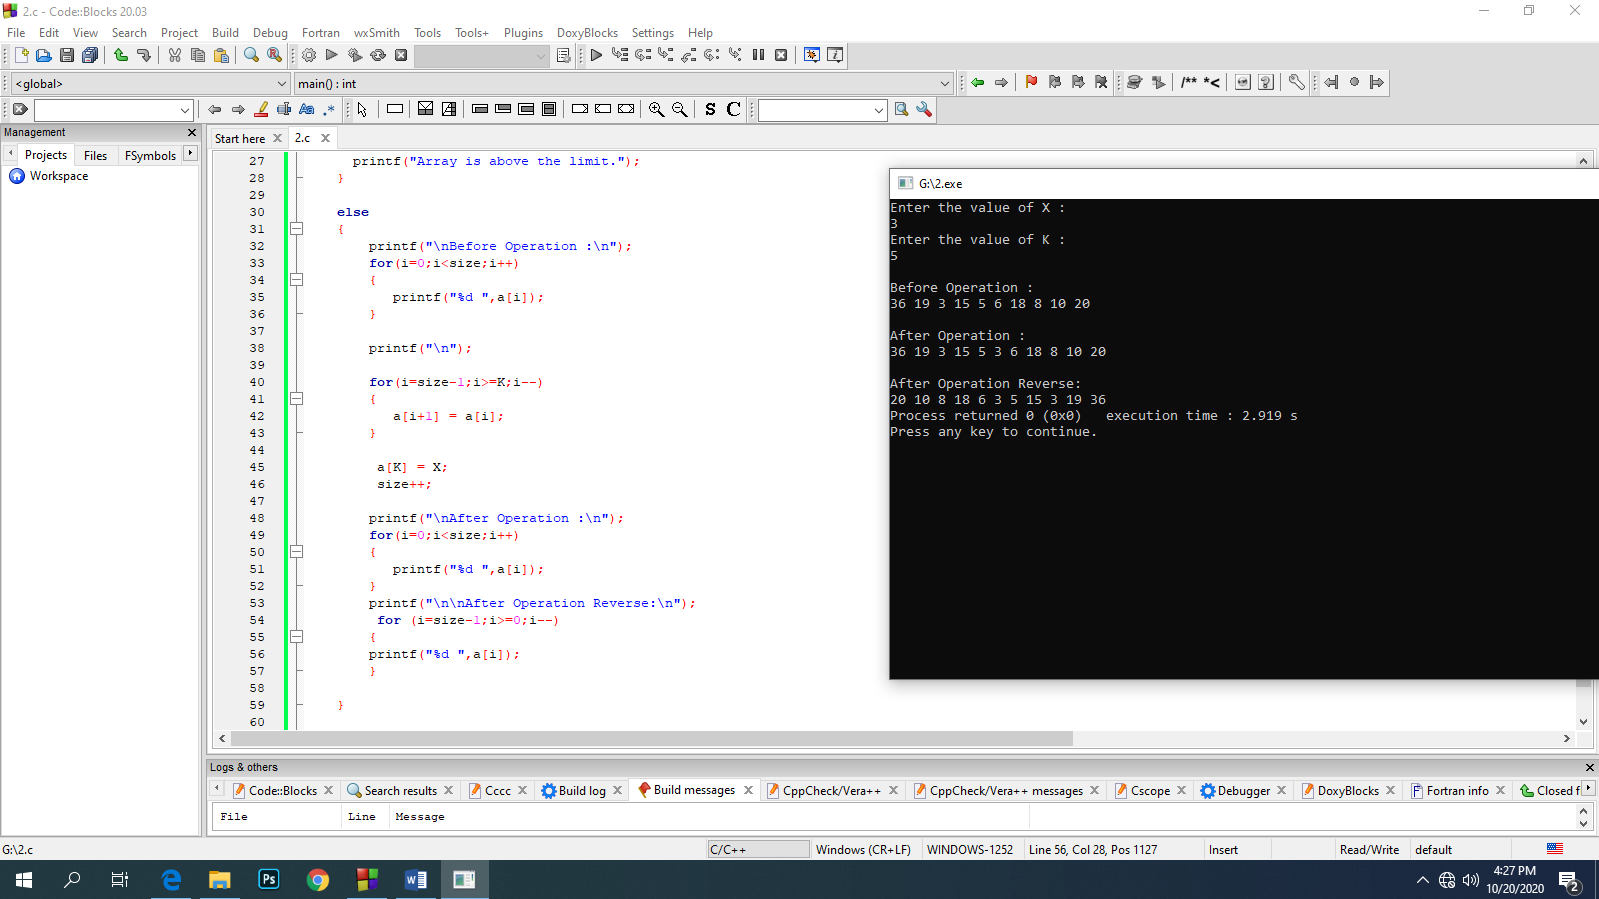 2.c - Code::Blocks 20.03
File Edit View Search Project Build Debug Fortran wxSmith Tools Tools+ Plugins DoxyBlocks Settings Help
<global> main() : int
/** *<
Aa .* S C
Management
Projects Files FSymbols
Workspace
Start here 2.c
27 printf("Array is above the limit.");
28 }
29
30 else
31 {
32 printf("\nBefore Operation :\n");
33 for(i=0;i<size;i++)
34 {
35 printf("%d ",a[i]);
36 }
37
38 printf("\n");
39
40 for(i=size-1;i>=K;i--)
41 {
42 a[i+1] = a[i];
43 }
44
45 a[K] = X;
46 size++;
47
48 printf("\nAfter Operation :\n");
49 for(i=0;i<size;i++)
50 {
51 printf("%d ",a[i]);
52 }
53 printf("\n\nAfter Operation Reverse:\n");
54 for (i=size-1;i>=0;i--)
55 {
56 printf("%d ",a[i]);
57 }
58
59 }
60
G:\2.exe
Enter the value of X :
3
Enter the value of K :
5
Before Operation :
36 19 3 15 5 6 18 8 10 20
After Operation :
36 19 3 15 5 3 6 18 8 10 20
After Operation Reverse:
20 10 8 18 6 3 5 15 3 19 36
Process returned 0 (0x0) execution time : 2.919 s
Press any key to continue.
Logs & others
Code::Blocks Search results Cccc Build log Build messages CppCheck/Vera++ CppCheck/Vera++ messages Cscope Debugger DoxyBlocks Fortran info Closed f
File Line Message
G:\2.c C/C++ Windows (CR+LF) WINDOWS-1252 Line 56, Col 28, Pos 1127 Insert Read/Write default
Ps
4:27 PM
10/20/2020
2